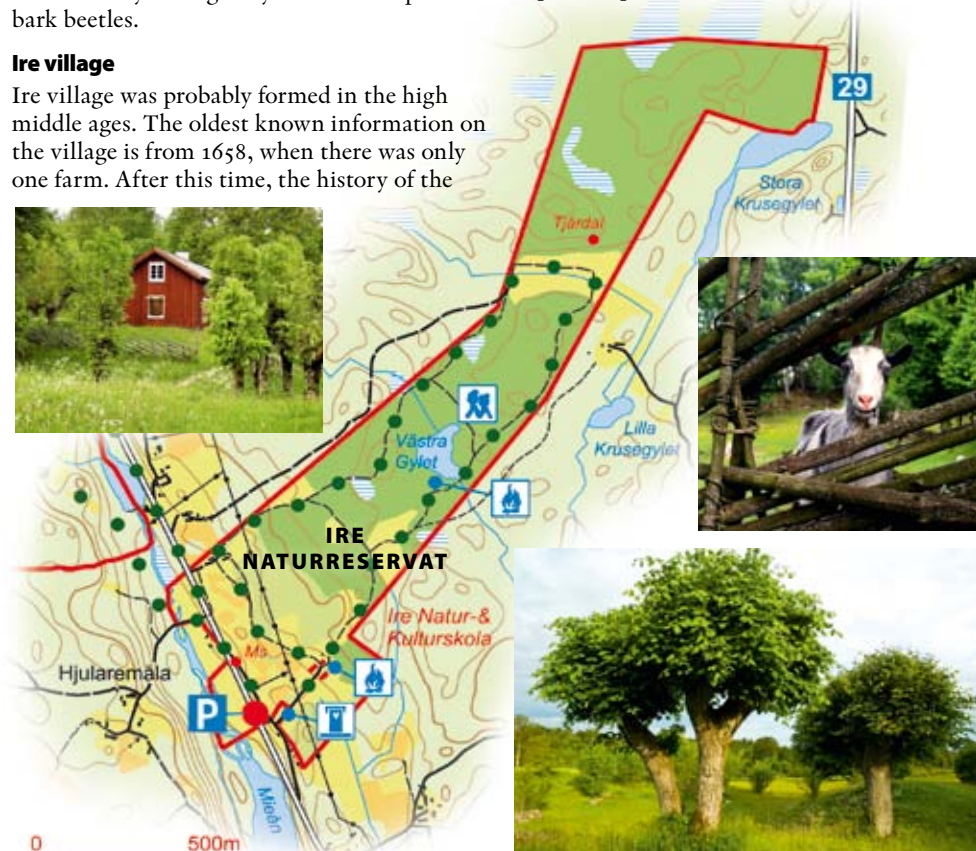 bark beetles.
Ire village
Ire village was probably formed in the high
middle ages. The oldest known information on
the village is from 1658, when there was only
one farm. After this time, the history of the
29
Stora
Krusegylet
Tjärdal
Västra
Gylet
Lilla
Krusegylet
IRE
NATURRESERVAT
Ire Natur-&
Kulturskola
Ms
Hjularemåla
P
Mieån
0 500m